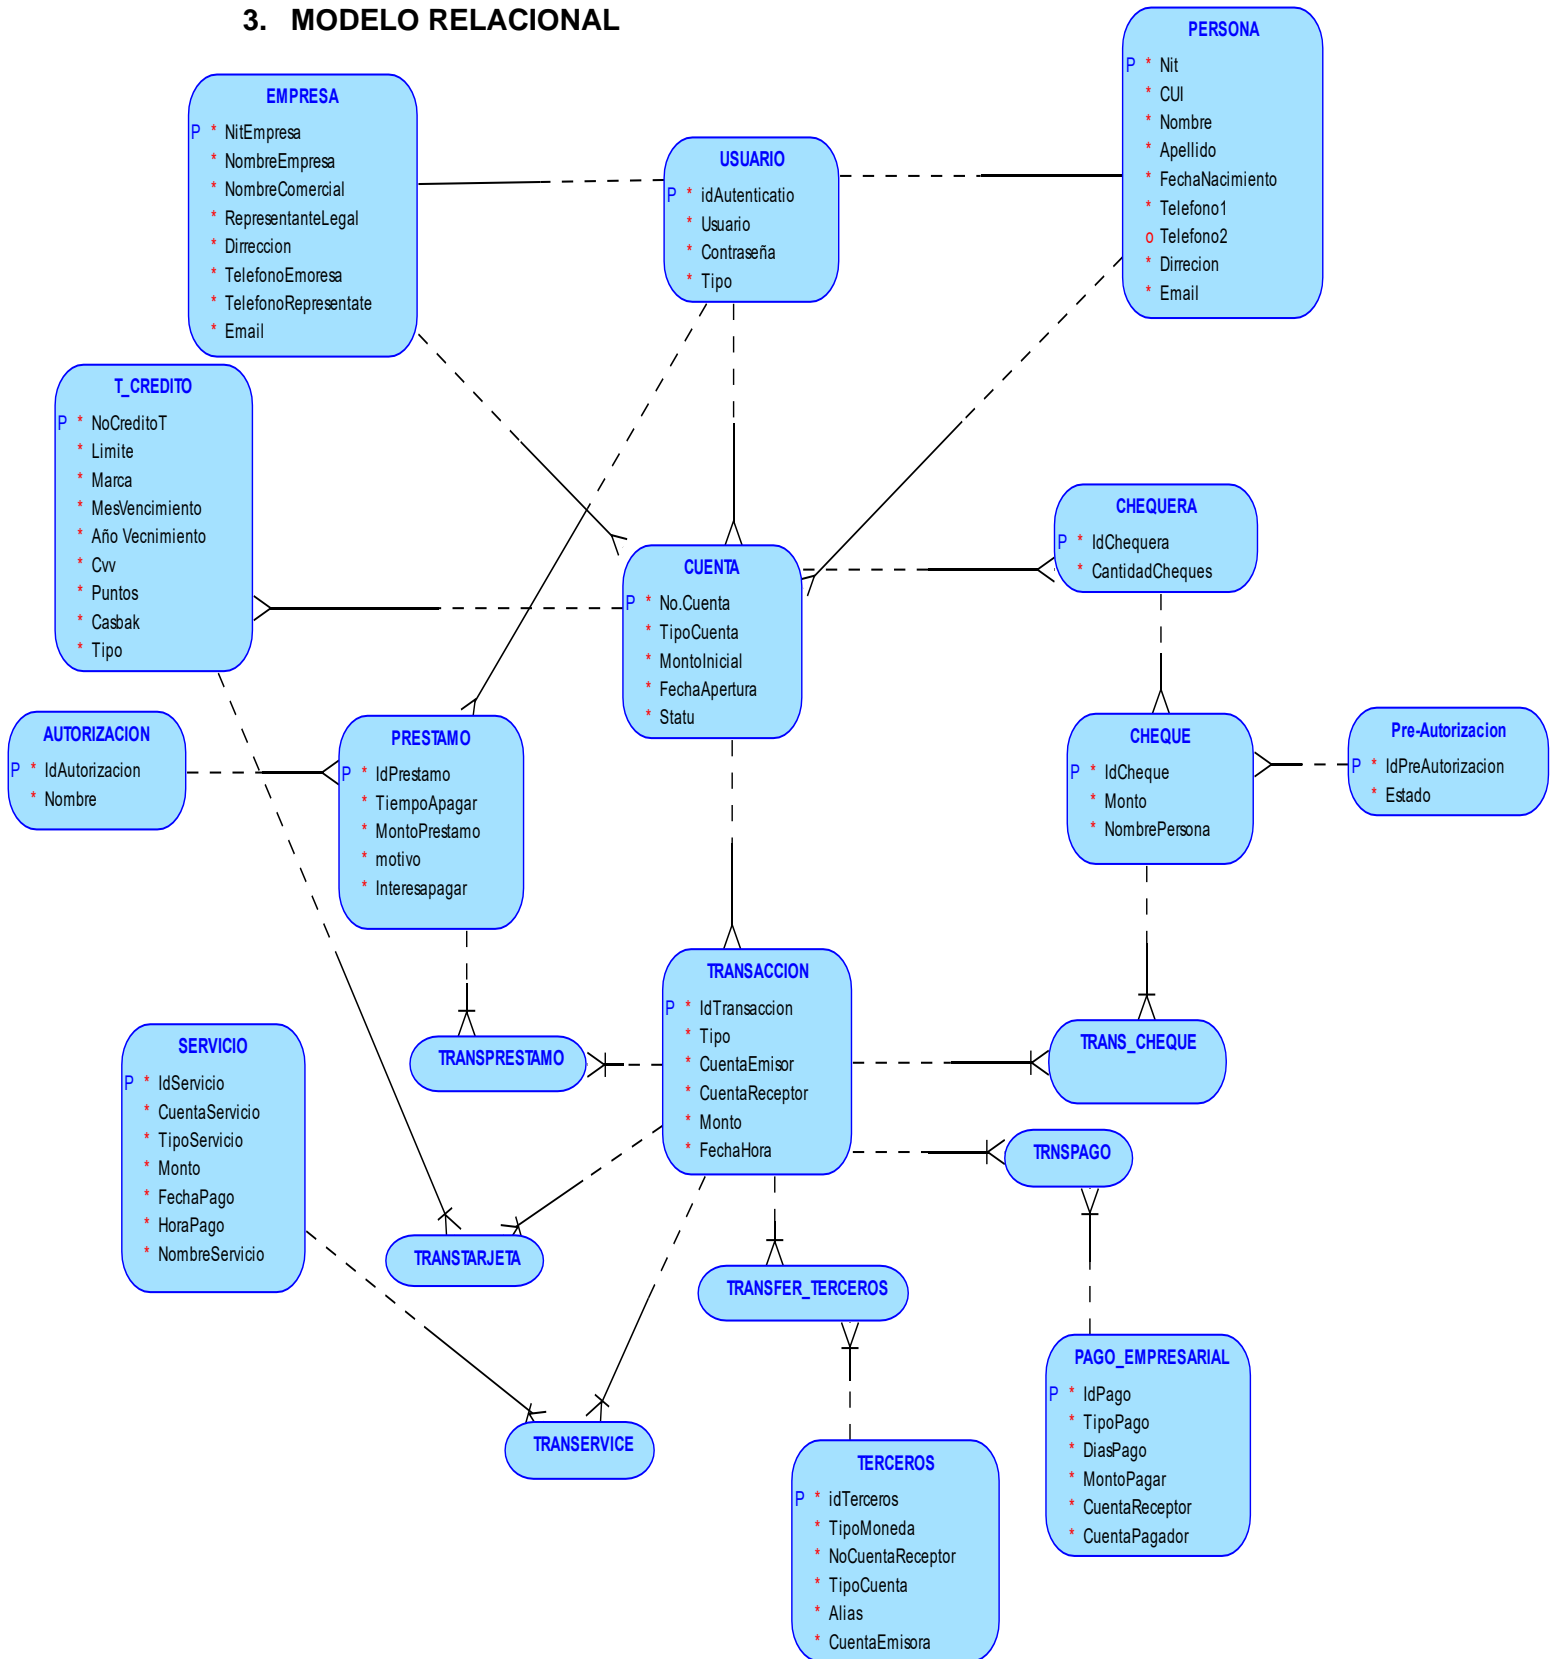 3. MODELO RELACIONAL
PERSONA
P * Nit
* CUI
* Nombre
* Apellido
* FechaNacimiento
* Telefono1
o Telefono2
* Dirrecion
* Email
EMPRESA
P * NitEmpresa
* NombreEmpresa
* NombreComercial
* RepresentanteLegal
* Dirreccion
* TelefonoEmoresa
* TelefonoRepresentate
* Email
USUARIO
P * idAutenticatio
* Usuario
* Contraseña
* Tipo
T_CREDITO
P * NoCreditoT
* Limite
* Marca
* MesVencimiento
* Año Vecnimiento
* Cvv
* Puntos
* Casbak
* Tipo
CUENTA
P * No.Cuenta
* TipoCuenta
* MontoInicial
* FechaApertura
* Statu
CHEQUERA
P * IdChequera
* CantidadCheques
AUTORIZACION
P * IdAutorizacion
* Nombre
PRESTAMO
P * IdPrestamo
* TiempoApagar
* MontoPrestamo
* motivo
* Interesapagar
CHEQUE
P * IdCheque
* Monto
* NombrePersona
Pre-Autorizacion
P * IdPreAutorizacion
* Estado
TRANSACCION
P * IdTransaccion
* Tipo
* CuentaEmisor
* CuentaReceptor
* Monto
* FechaHora
TRANSPRESTAMO
TRANS_CHEQUE
SERVICIO
P * IdServicio
* CuentaServicio
* TipoServicio
* Monto
* FechaPago
* HoraPago
* NombreServicio
TRNSPAGO
TRANSTARJETA
TRANSFER_TERCEROS
TRANSERVICE
PAGO_EMPRESARIAL
P * IdPago
* TipoPago
* DiasPago
* MontoPagar
* CuentaReceptor
* CuentaPagador
TERCEROS
P * idTerceros
* TipoMoneda
* NoCuentaReceptor
* TipoCuenta
* Alias
* CuentaEmisora